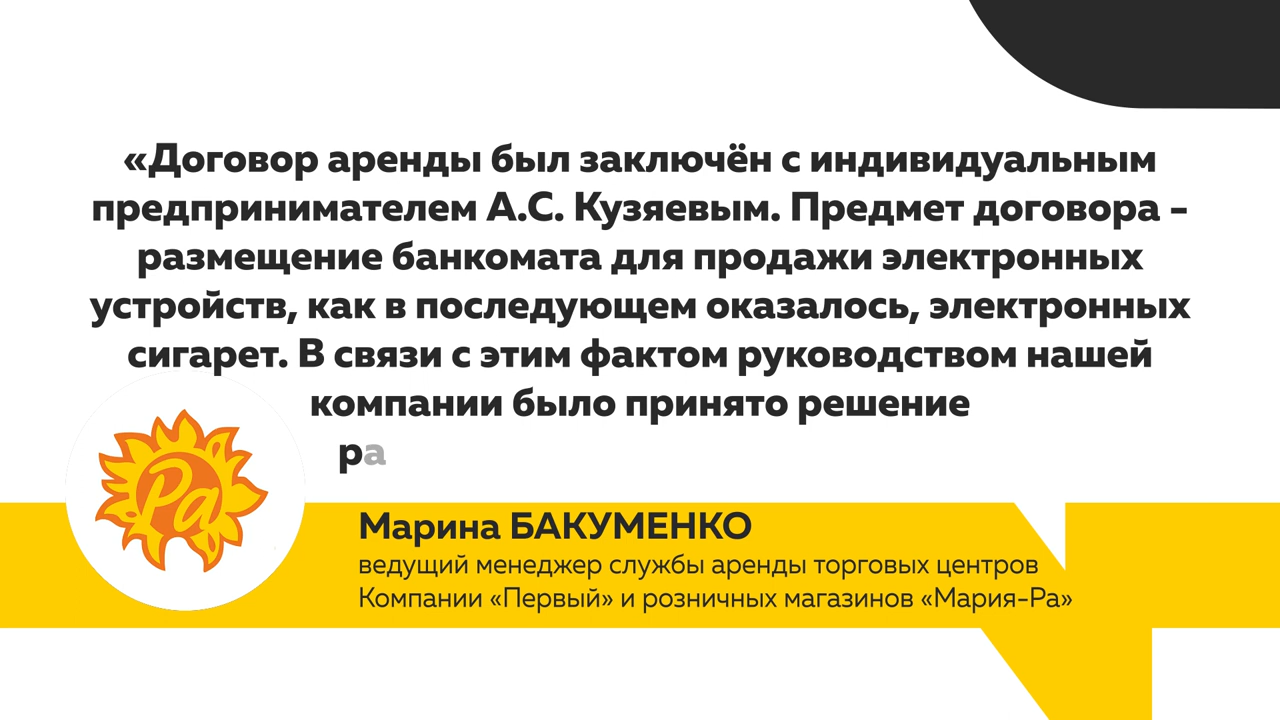 «Договор аренды был заключён с индивидуальным
предпринимателем А.С. Кузяевым. Предмет договора -
размещение банкомата для продажи электронных
устройств, как в последующем оказалось, электронных
сигарет. В связи с этим фактом руководством нашей
компании было принято решение
ра
Ра
Марина БАКУМЕНКО
ведущий менеджер службы аренды торговых центров
Компании «Первый» и розничных магазинов «Мария-Ра»